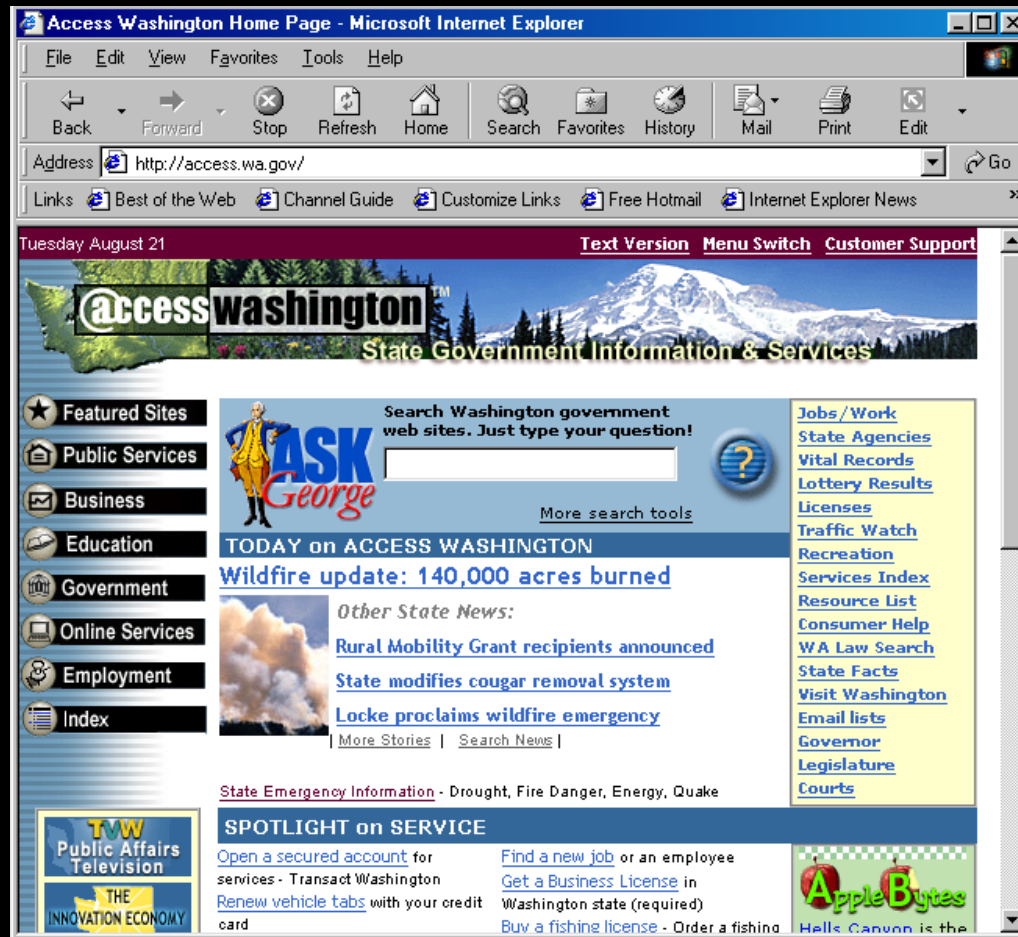 Access Washington Home Page - Microsoft Internet Explorer
File Edit View Favorites Tools Help
Back Forward Stop Refresh Home Search Favorites History Mail Print Edit
Address http://access.wa.gov/ Go
Links Best of the Web Channel Guide Customize Links Free Hotmail Internet Explorer News »
Tuesday August 21 Text Version Menu Switch Customer Support
@ccess washington™
State Government Information & Services
Featured Sites
Public Services
Business
Education
Government
Online Services
Employment
Index
TVW
Public Affairs
Television
THE
INNOVATION ECONOMY
ASK
George
Search Washington government
web sites. Just type your question!
?
More search tools
TODAY on ACCESS WASHINGTON
Wildfire update: 140,000 acres burned
Other State News:
Rural Mobility Grant recipients announced
State modifies cougar removal system
Locke proclaims wildfire emergency
| More Stories | Search News |
State Emergency Information - Drought, Fire Danger, Energy, Quake
Jobs/Work
State Agencies
Vital Records
Lottery Results
Licenses
Traffic Watch
Recreation
Services Index
Resource List
Consumer Help
WA Law Search
State Facts
Visit Washington
Email lists
Governor
Legislature
Courts
SPOTLIGHT on SERVICE
Open a secured account for
services - Transact Washington
Renew vehicle tabs with your credit
card
Find a new job or an employee
Get a Business License in
Washington state (required)
Buy a fishing license - Order a fishing
Apple Bytes
Hells Canyon is the